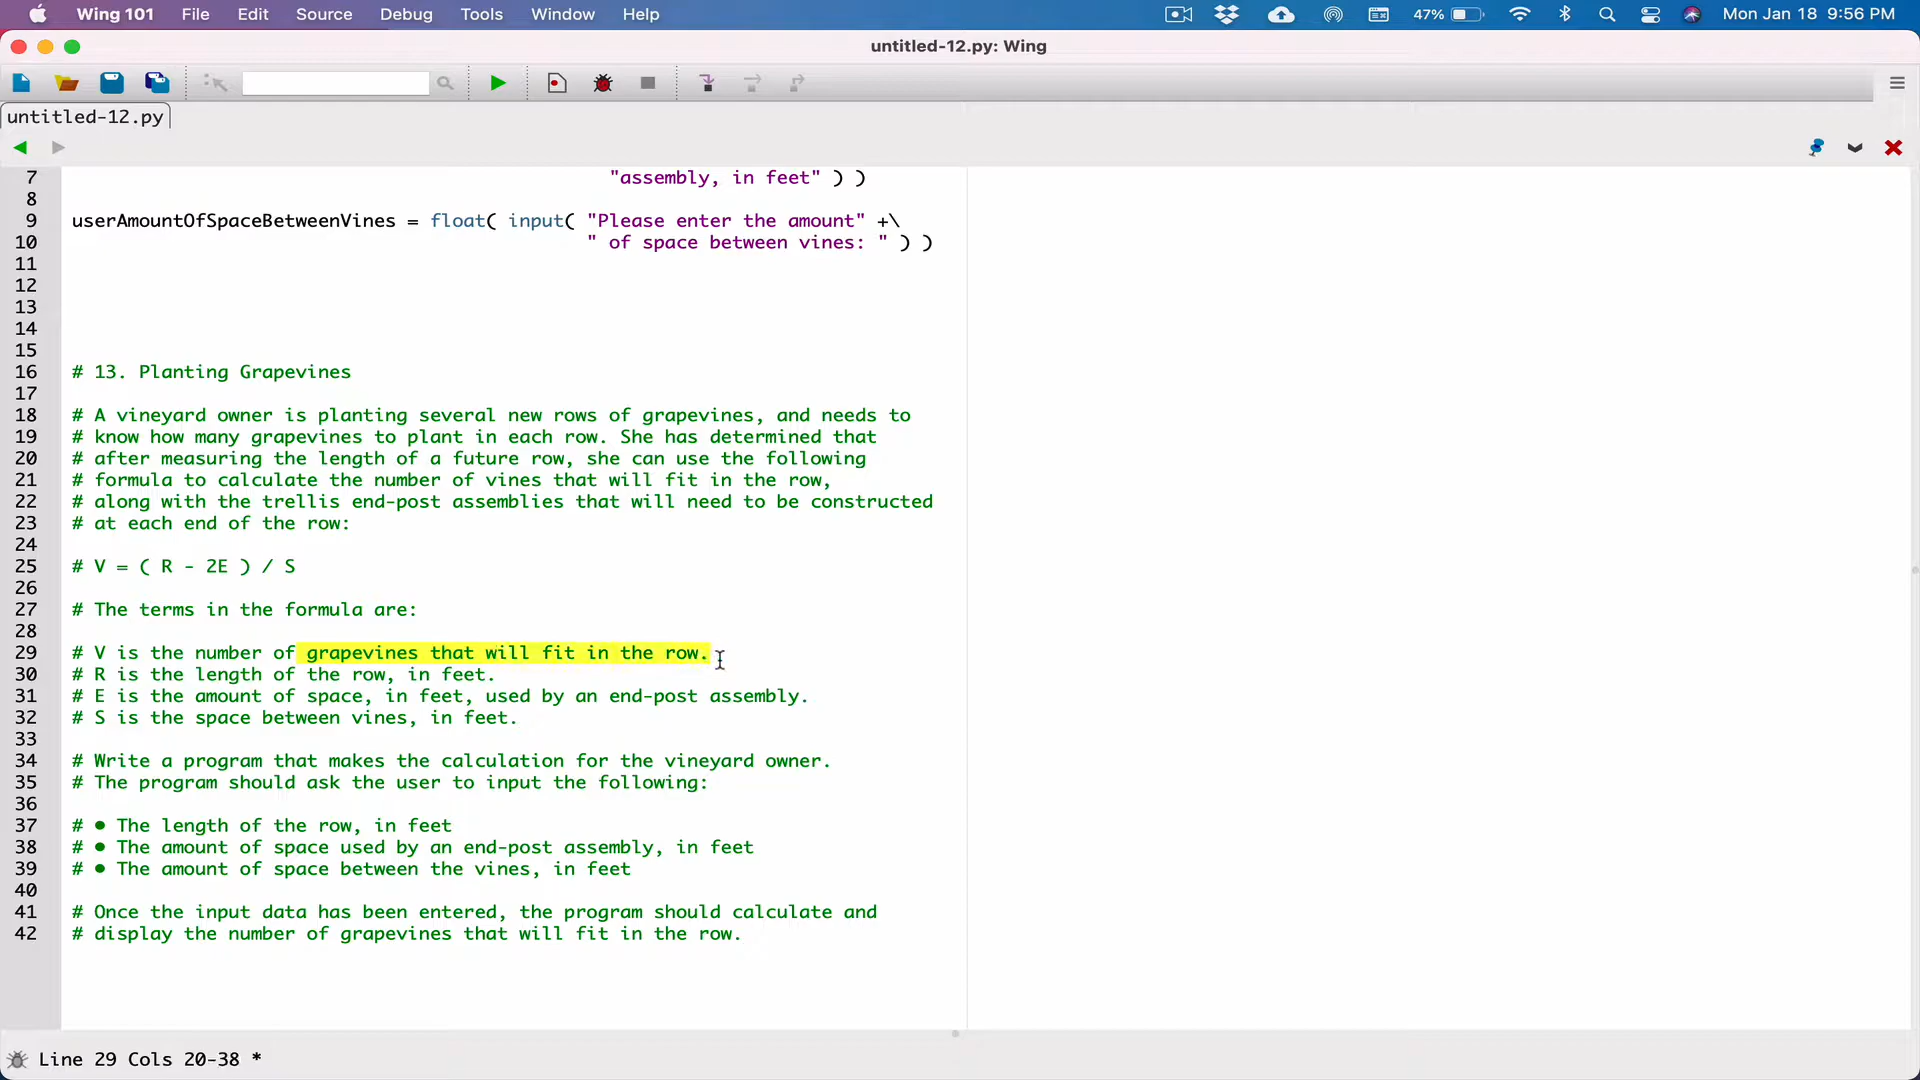 Wing 101 File Edit Source Debug Tools Window Help 47% Mon Jan 18 9:56 PM
untitled-12.py: Wing
untitled-12.py
7 "assembly, in feet" ) )
8
9 userAmountOfSpaceBetweenVines = float( input( "Please enter the amount" +\
10 " of space between vines: " ) )
11
12
13
14
15
16 # 13. Planting Grapevines
17
18 # A vineyard owner is planting several new rows of grapevines, and needs to
19 # know how many grapevines to plant in each row. She has determined that
20 # after measuring the length of a future row, she can use the following
21 # formula to calculate the number of vines that will fit in the row,
22 # along with the trellis end-post assemblies that will need to be constructed
23 # at each end of the row:
24
25 # V = ( R - 2E ) / S
26
27 # The terms in the formula are:
28
29 # V is the number of grapevines that will fit in the row.
30 # R is the length of the row, in feet.
31 # E is the amount of space, in feet, used by an end-post assembly.
32 # S is the space between vines, in feet.
33
34 # Write a program that makes the calculation for the vineyard owner.
35 # The program should ask the user to input the following:
36
37 # • The length of the row, in feet
38 # • The amount of space used by an end-post assembly, in feet
39 # • The amount of space between the vines, in feet
40
41 # Once the input data has been entered, the program should calculate and
42 # display the number of grapevines that will fit in the row.
Line 29 Cols 20-38 *